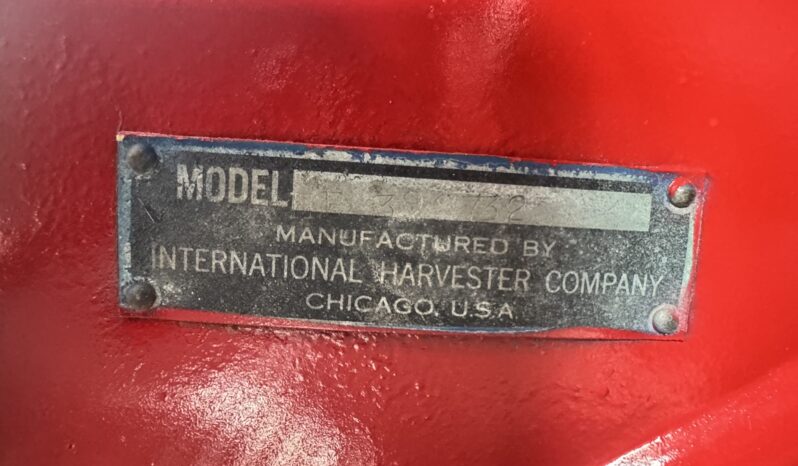 MODEL
MANUFACTURED BY
INTERNATIONAL HARVESTER COMPANY
CHICAGO, U.S.A